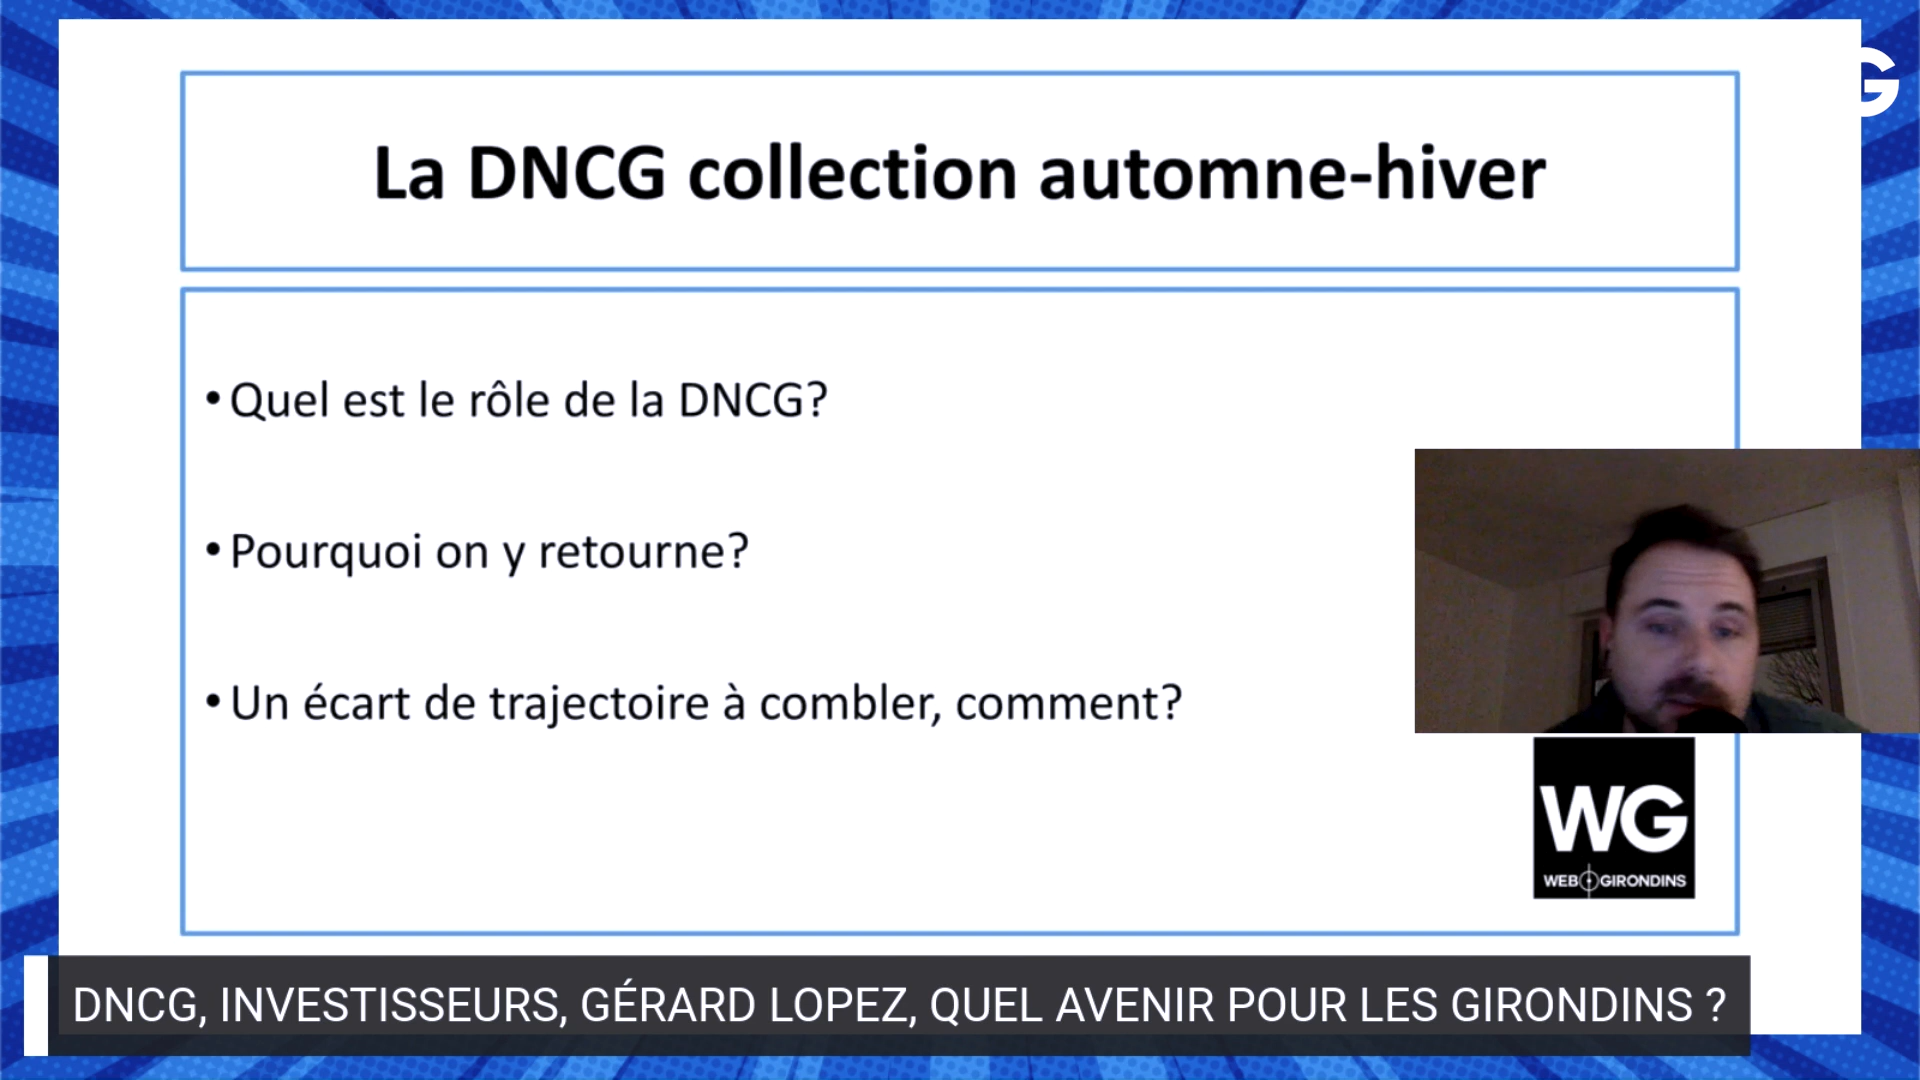 G
La DNCG collection automne-hiver
• Quel est le rôle de la DNCG?
• Pourquoi on y retourne?
• Un écart de trajectoire à combler, comment?
WG
WEB GIRONDINS
DNCG, INVESTISSEURS, GÉRARD LOPEZ, QUEL AVENIR POUR LES GIRONDINS ?